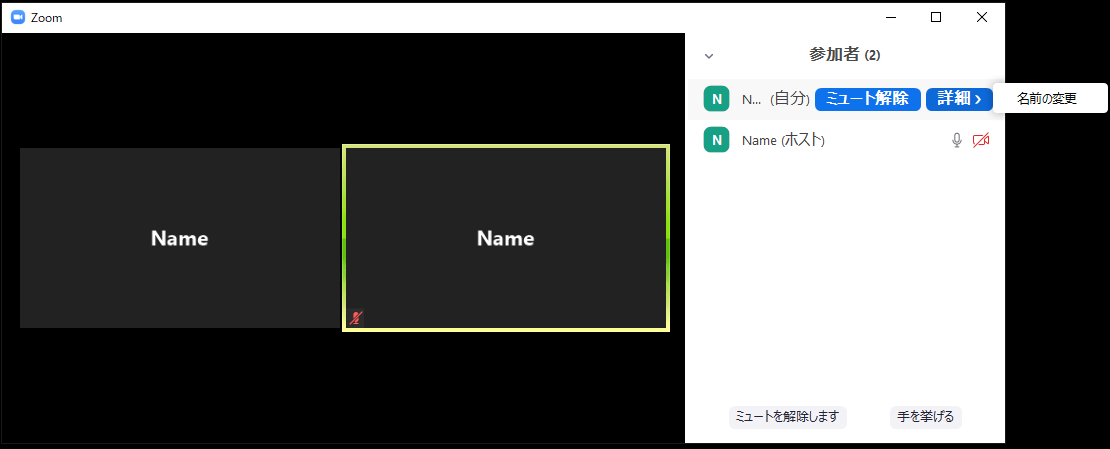 Zoom
参加者 (2)
N
N... (自分)
ミュート解除
詳細 >
名前の変更
N
Name (ホスト)
Name
Name
ミュートを解除します
手を挙げる